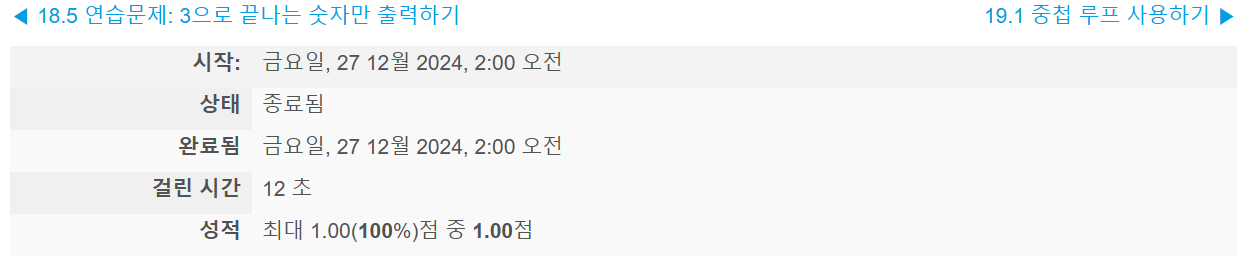 ◀ 18.5 연습문제: 3으로 끝나는 숫자만 출력하기 19.1 중첩 루프 사용하기 ▶
시작: 금요일, 27 12월 2024, 2:00 오전
상태 종료됨
완료됨 금요일, 27 12월 2024, 2:00 오전
걸린 시간 12 초
성적 최대 1.00(100%)점 중 1.00점